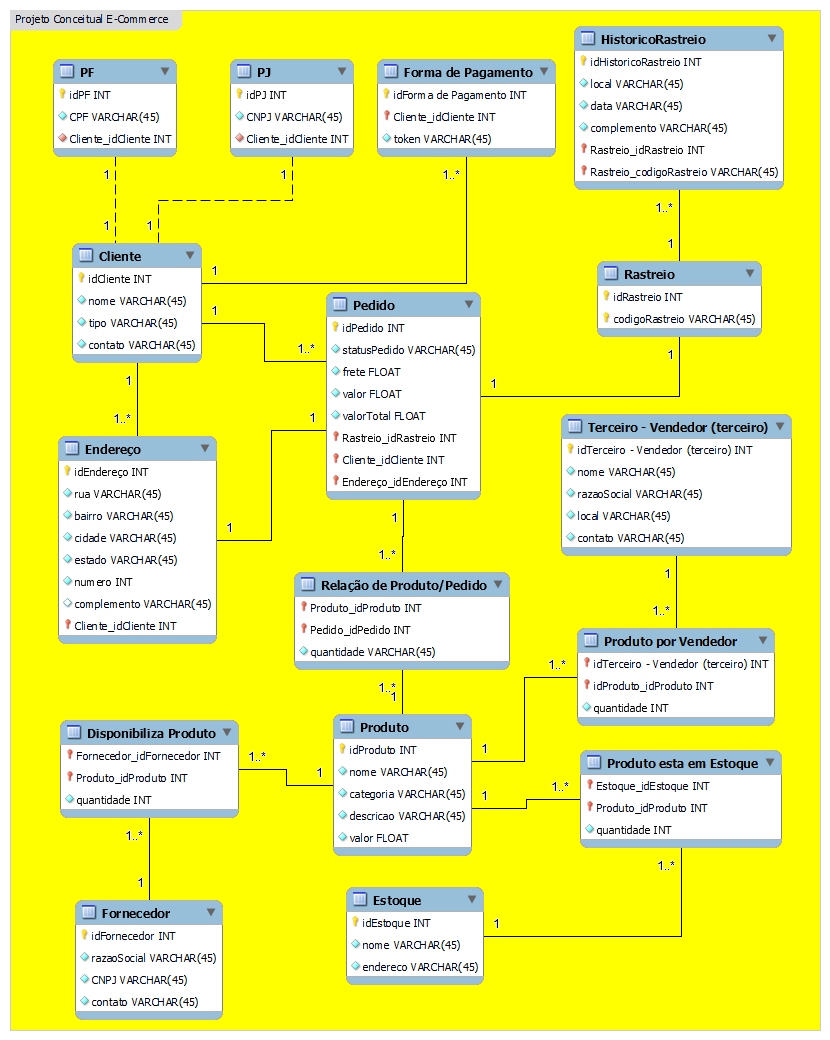 Projeto Conceitual E-Commerce
PF
idPF INT
CPF VARCHAR(45)
Cliente_idCliente INT
PJ
idPJ INT
CNPJ VARCHAR(45)
Cliente_idCliente INT
Forma de Pagamento
idForma de Pagamento INT
Cliente_idCliente INT
token VARCHAR(45)
HistoricoRastreio
idHistoricoRastreio INT
local VARCHAR(45)
data VARCHAR(45)
complemento VARCHAR(45)
Rastreio_idRastreio INT
Rastreio_codigoRastreio VARCHAR(45)
1
1
1..*
1..*
1
1
1
1
Cliente
idCliente INT
nome VARCHAR(45)
tipo VARCHAR(45)
contato VARCHAR(45)
Rastreio
idRastreio INT
codigoRastreio VARCHAR(45)
1
1..*
1
1
Pedido
idPedido INT
statusPedido VARCHAR(45)
frete FLOAT
valor FLOAT
valorTotal FLOAT
Rastreio_idRastreio INT
Cliente_idCliente INT
Endereço_idEndereço INT
1
1..*
1
1
Endereço
idEndereço INT
rua VARCHAR(45)
bairro VARCHAR(45)
cidade VARCHAR(45)
estado VARCHAR(45)
numero INT
complemento VARCHAR(45)
Cliente_idCliente INT
Terceiro - Vendedor (terceiro)
idTerceiro - Vendedor (terceiro) INT
nome VARCHAR(45)
razaoSocial VARCHAR(45)
local VARCHAR(45)
contato VARCHAR(45)
1
1..*
1
1..*
Relação de Produto/Pedido
Produto_idProduto INT
Pedido_idPedido INT
quantidade VARCHAR(45)
Produto por Vendedor
idTerceiro - Vendedor (terceiro) INT
idProduto_idProduto INT
quantidade INT
1..*
1
1..*
1
Disponibiliza Produto
Fornecedor_idFornecedor INT
Produto_idProduto INT
quantidade INT
1..*
1
Produto
idProduto INT
nome VARCHAR(45)
categoria VARCHAR(45)
descricao VARCHAR(45)
valor FLOAT
1
1..*
Produto esta em Estoque
Estoque_idEstoque INT
Produto_idProduto INT
quantidade INT
1..*
1
1..*
1
Fornecedor
idFornecedor INT
razaoSocial VARCHAR(45)
CNPJ VARCHAR(45)
contato VARCHAR(45)
Estoque
idEstoque INT
nome VARCHAR(45)
endereco VARCHAR(45)